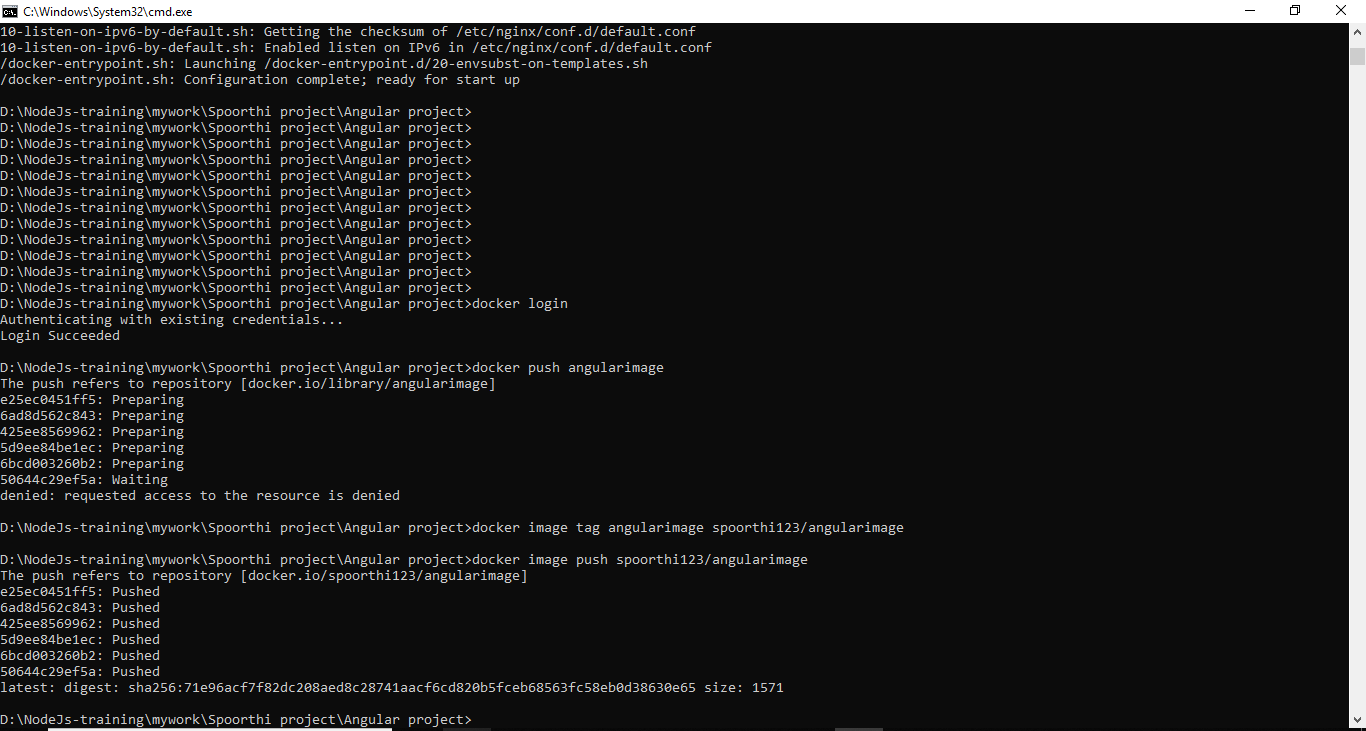 C:\Windows\System32\cmd.exe
10-listen-on-ipv6-by-default.sh: Getting the checksum of /etc/nginx/conf.d/default.conf
10-listen-on-ipv6-by-default.sh: Enabled listen on IPv6 in /etc/nginx/conf.d/default.conf
/docker-entrypoint.sh: Launching /docker-entrypoint.d/20-envsubst-on-templates.sh
/docker-entrypoint.sh: Configuration complete; ready for start up
D:\NodeJs-training\mywork\Spoorthi project\Angular project>
D:\NodeJs-training\mywork\Spoorthi project\Angular project>
D:\NodeJs-training\mywork\Spoorthi project\Angular project>
D:\NodeJs-training\mywork\Spoorthi project\Angular project>
D:\NodeJs-training\mywork\Spoorthi project\Angular project>
D:\NodeJs-training\mywork\Spoorthi project\Angular project>
D:\NodeJs-training\mywork\Spoorthi project\Angular project>
D:\NodeJs-training\mywork\Spoorthi project\Angular project>
D:\NodeJs-training\mywork\Spoorthi project\Angular project>
D:\NodeJs-training\mywork\Spoorthi project\Angular project>
D:\NodeJs-training\mywork\Spoorthi project\Angular project>
D:\NodeJs-training\mywork\Spoorthi project\Angular project>
D:\NodeJs-training\mywork\Spoorthi project\Angular project>docker login
Authenticating with existing credentials...
Login Succeeded
D:\NodeJs-training\mywork\Spoorthi project\Angular project>docker push angularimage
The push refers to repository [docker.io/library/angularimage]
e25ec0451ff5: Preparing
6ad8d562c843: Preparing
425ee8569962: Preparing
5d9ee84be1ec: Preparing
6bcd003260b2: Preparing
50644c29ef5a: Waiting
denied: requested access to the resource is denied
D:\NodeJs-training\mywork\Spoorthi project\Angular project>docker image tag angularimage spoorthi123/angularimage
D:\NodeJs-training\mywork\Spoorthi project\Angular project>docker image push spoorthi123/angularimage
The push refers to repository [docker.io/spoorthi123/angularimage]
e25ec0451ff5: Pushed
6ad8d562c843: Pushed
425ee8569962: Pushed
5d9ee84be1ec: Pushed
6bcd003260b2: Pushed
50644c29ef5a: Pushed
latest: digest: sha256:71e96acf7f82dc208aed8c28741aacf6cd820b5fceb68563fc58eb0d38630e65 size: 1571
D:\NodeJs-training\mywork\Spoorthi project\Angular project>